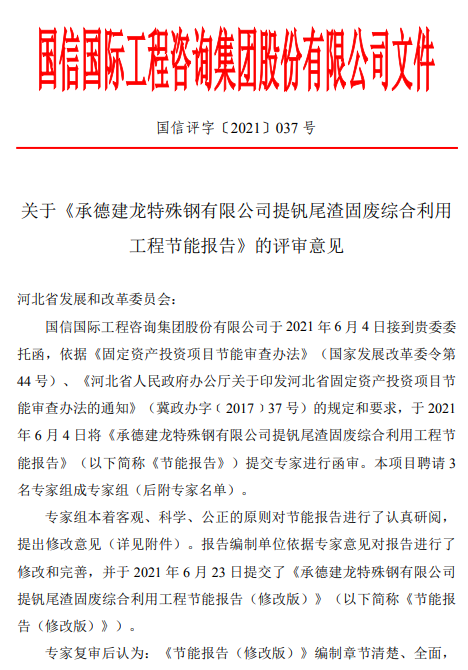 国信国际工程咨询集团股份有限公司文件
国信评字〔2021〕037 号
关于《承德建龙特殊钢有限公司提钒尾渣固废综合利用
工程节能报告》的评审意见
河北省发展和改革委员会：
国信国际工程咨询集团股份有限公司于 2021 年 6 月 4 日接到贵委委
托函，依据《固定资产投资项目节能审查办法》（国家发展改革委令第
44 号）、《河北省人民政府办公厅关于印发河北省固定资产投资项目节
能审查办法的通知》（冀政办字﹝2017﹞37 号）的规定和要求，于 2021
年 6 月 4 日将《承德建龙特殊钢有限公司提钒尾渣固废综合利用工程节
能报告》（以下简称《节能报告》）提交专家进行函审。本项目聘请 3
名专家组成专家组（后附专家名单）。
专家组本着客观、科学、公正的原则对节能报告进行了认真研阅，
提出修改意见（详见附件）。报告编制单位依据专家意见对报告进行了
修改和完善，并于 2021 年 6 月 23 日提交了《承德建龙特殊钢有限公司
提钒尾渣固废综合利用工程节能报告（修改版）》（以下简称《节能报
告（修改版）》）。
专家复审后认为：《节能报告（修改版）》编制章节清楚、全面，